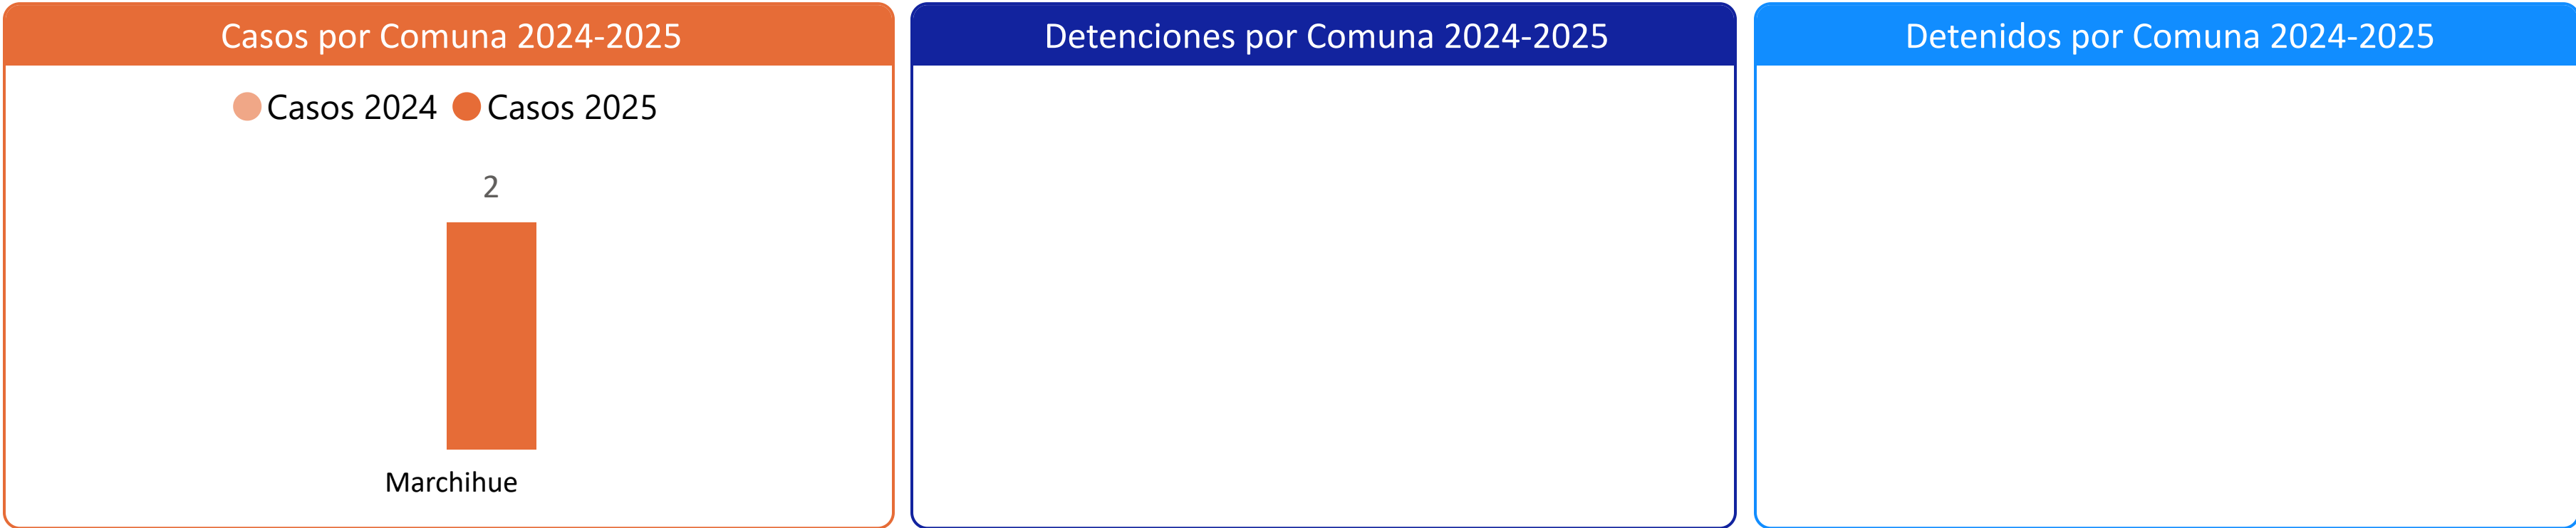 Casos por Comuna 2024-2025
Casos 2024 Casos 2025
2
Marchihue
Detenciones por Comuna 2024-2025
Detenidos por Comuna 2024-2025